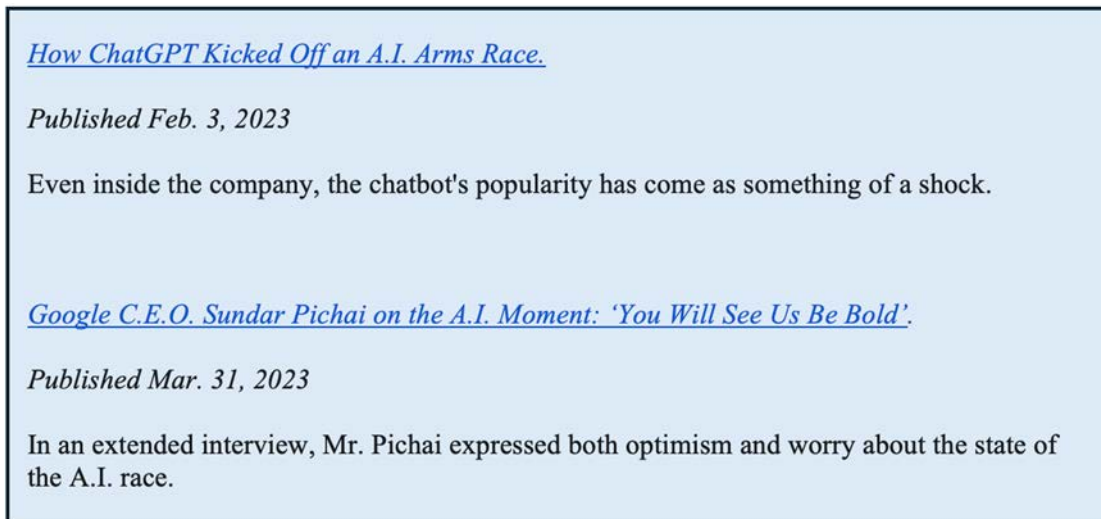 How ChatGPT Kicked Off an A.I. Arms Race.
Published Feb. 3, 2023
Even inside the company, the chatbot's popularity has come as something of a shock.
Google C.E.O. Sundar Pichai on the A.I. Moment: ‘You Will See Us Be Bold’.
Published Mar. 31, 2023
In an extended interview, Mr. Pichai expressed both optimism and worry about the state of
the A.I. race.